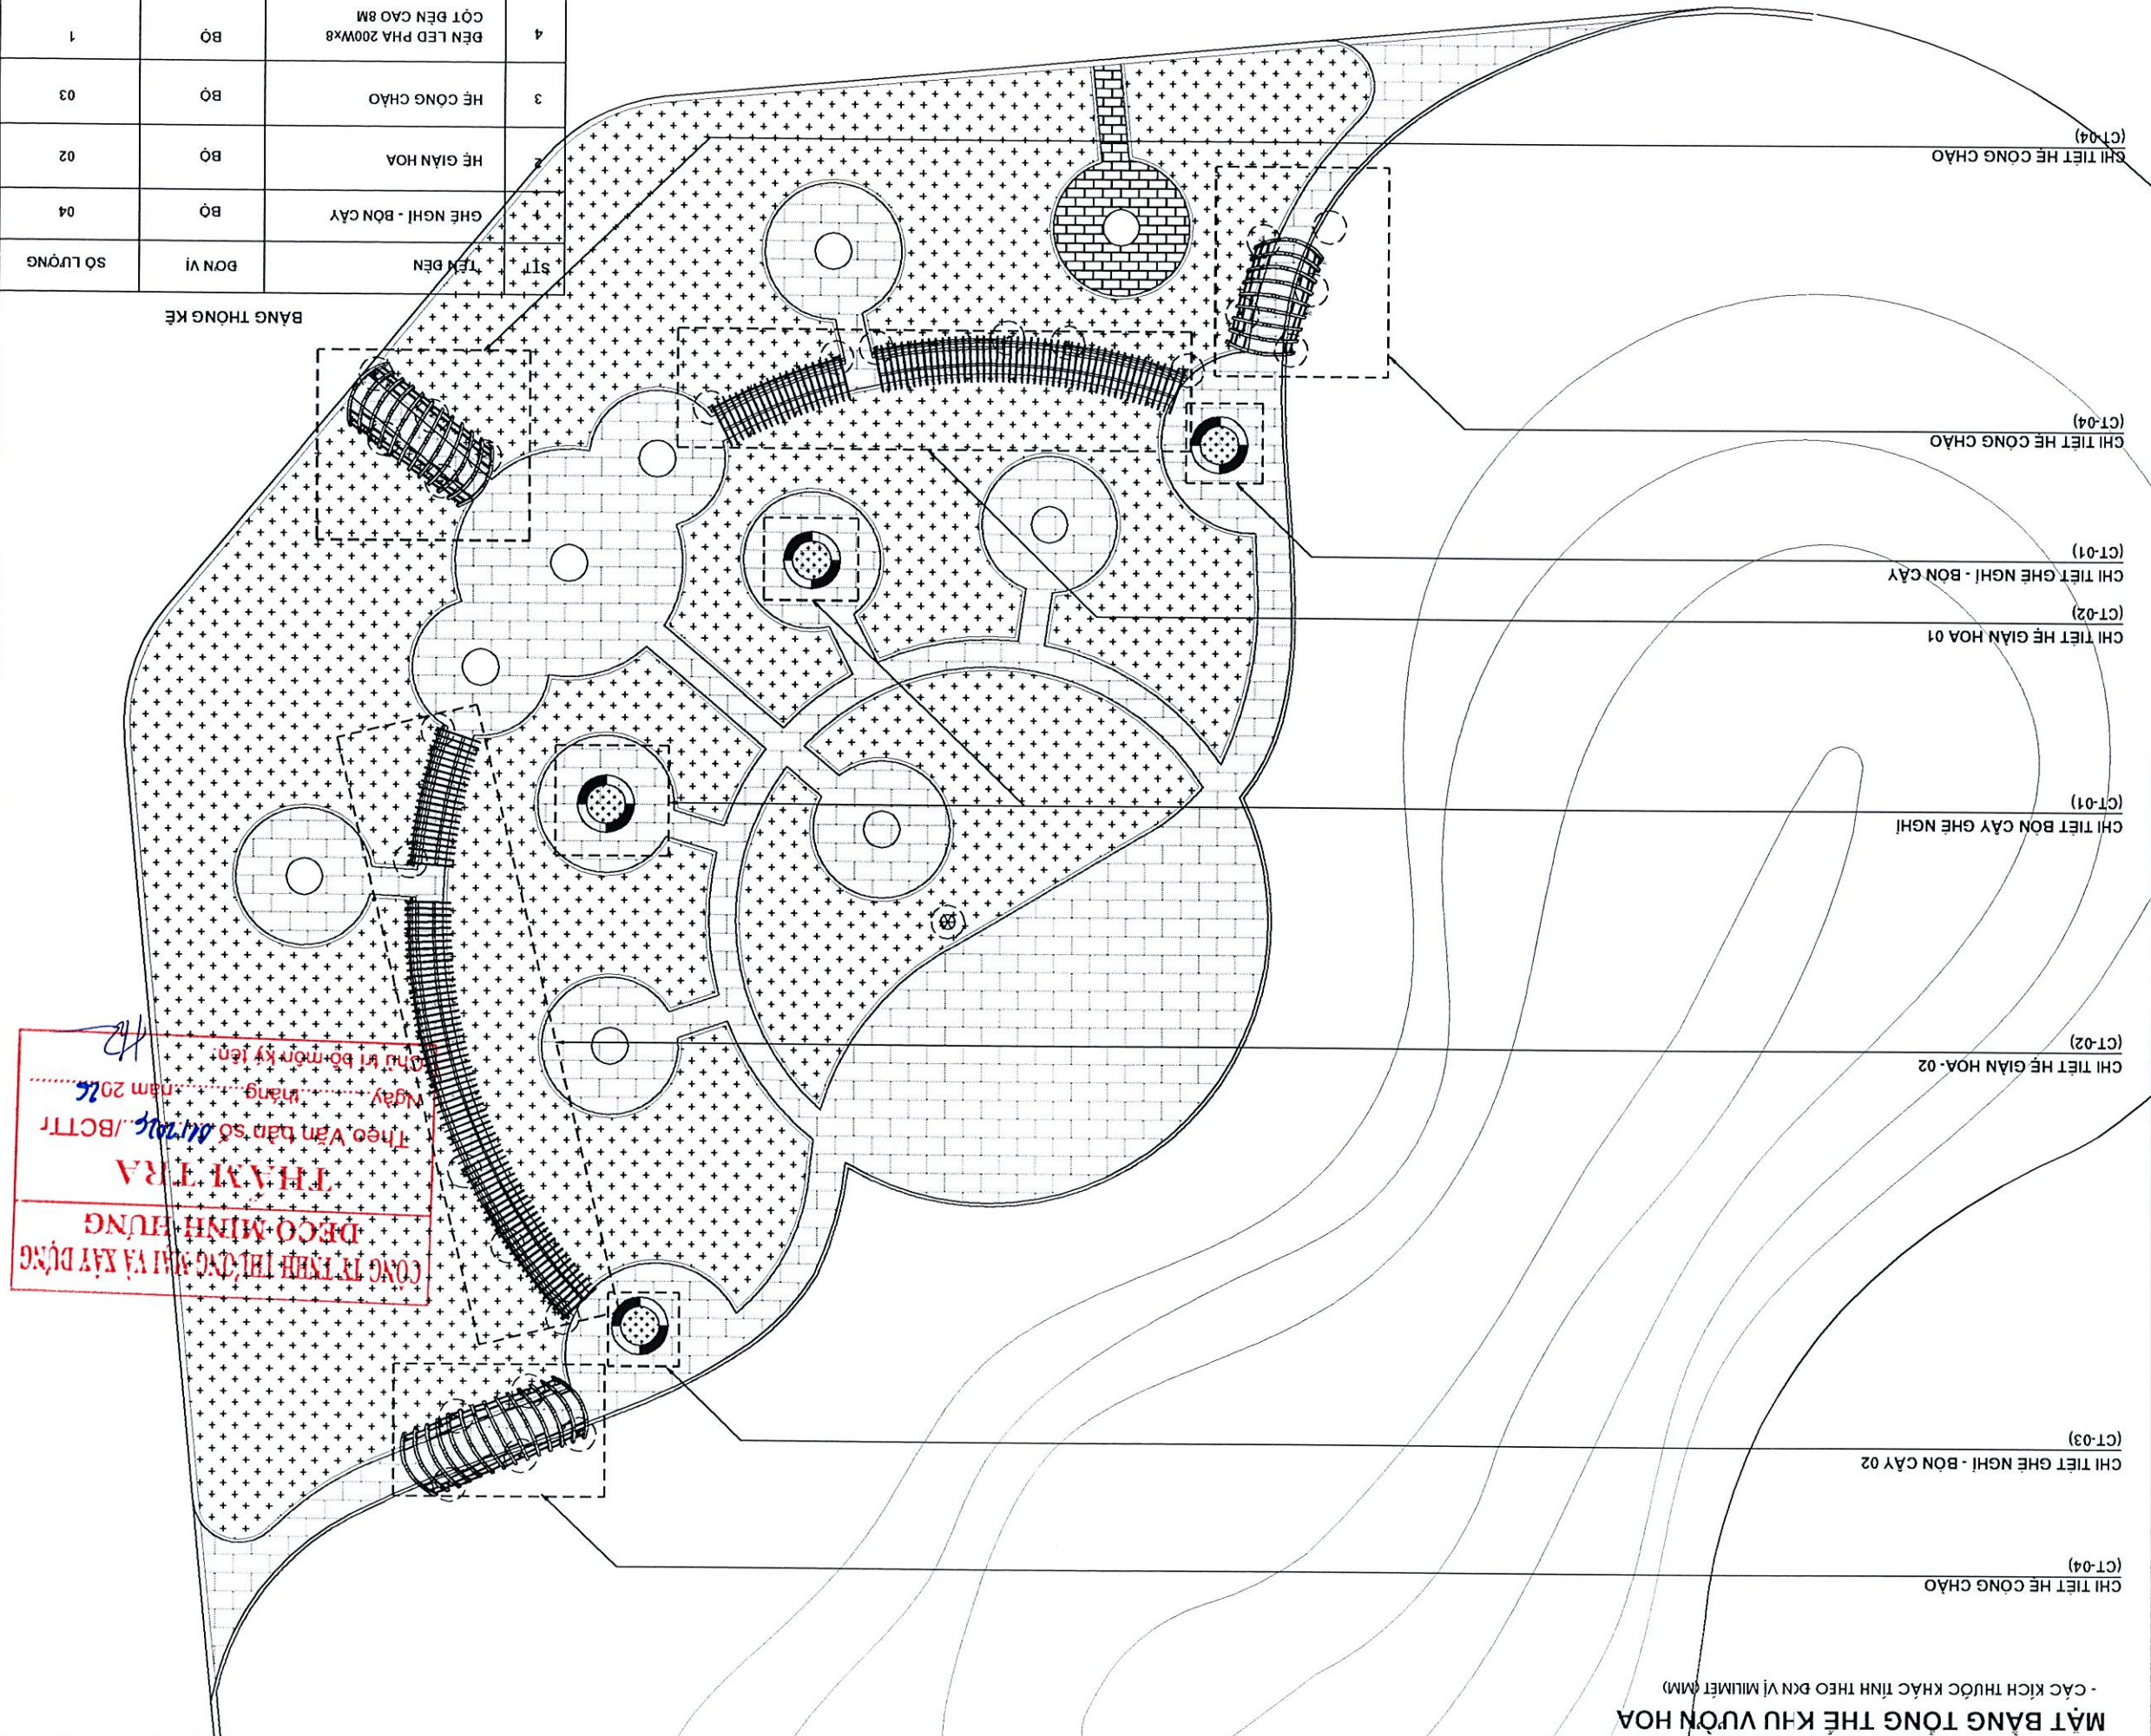 MẶT BẰNG TỔNG THỂ KHU VƯỜN HOA
- CÁC KÍCH THƯỚC KHÁC TÍNH THEO ĐƠN VỊ MILIMÉT (MM)
CHI TIẾT HỆ CỔNG CHÀO
(CT-04)
CHI TIẾT GHẾ NGHỈ - BỒN CÂY 02
(CT-03)
CHI TIẾT HỆ GIÀN HOA- 02
(CT-02)
CHI TIẾT BỒN CÂY GHẾ NGHỈ
(CT-01)
CHI TIẾT HỆ GIÀN HOA 01
(CT-02)
CHI TIẾT GHẾ NGHỈ - BỒN CÂY
(CT-01)
CHI TIẾT HỆ CỔNG CHÀO
(CT-04)
CHI TIẾT HỆ CỔNG CHÀO
(CT-04)
CÔNG TY TNHH THƯƠNG MẠI VÀ XÂY DỰNG
DECO MINH HƯNG
THẨM TRA
Theo Văn bản số 01/2026 /BCTTr
Ngày.........tháng.........năm 2026
Chủ trì bộ môn ký tên:
BẢNG THỐNG KÊ
STT TÊN ĐÈN ĐƠN VỊ SỐ LƯỢNG
1 GHẾ NGHỈ - BỒN CÂY BỘ 04
2 HỆ GIÀN HOA BỘ 02
3 HỆ CỔNG CHÀO BỘ 03
4 ĐÈN LED PHA 200Wx8 BỘ 1
CỘT ĐÈN CAO 8M